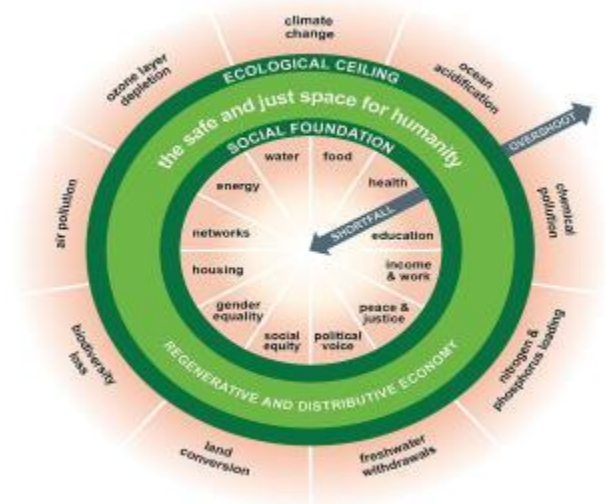 climate
change
ocean
acidification
chemical
pollution
nitrogen &
phosphorus loading
freshwater
withdrawals
land
conversion
biodiversity
loss
air pollution
ozone layer
depletion
ECOLOGICAL CEILING
the safe and just space for humanity
SOCIAL FOUNDATION
OVERSHOOT
SHORTFALL
water
food
health
education
income
& work
peace &
justice
political
voice
social
equity
gender
equality
housing
networks
energy
REGENERATIVE AND DISTRIBUTIVE ECONOMY